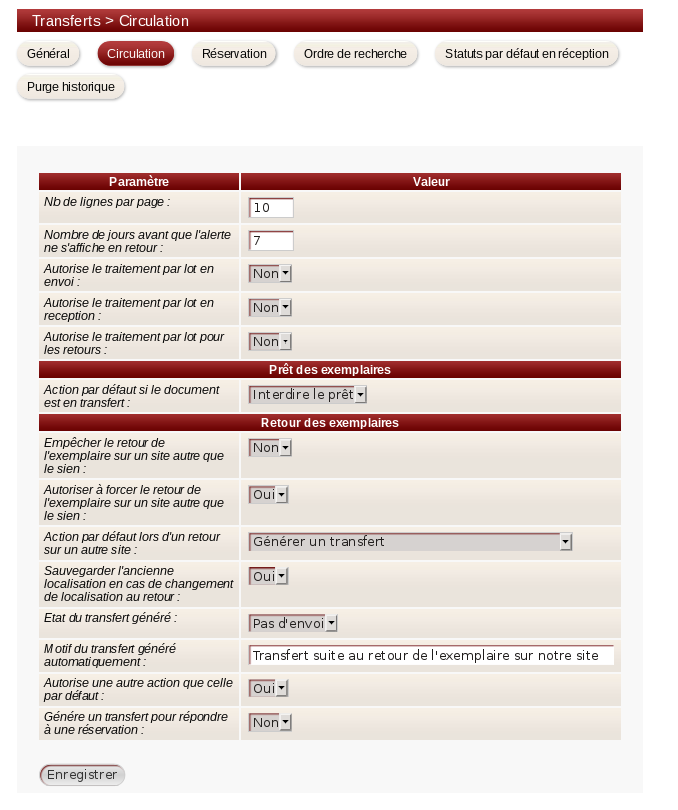 Transferts > Circulation
Général Circulation Réservation Ordre de recherche Statuts par défaut en réception
Purge historique
Paramètre Valeur
Nb de lignes par page : 10
Nombre de jours avant que l'alerte
ne s'affiche en retour : 7
Autorise le traitement par lot en
envoi : Non
Autorise le traitement par lot en
reception : Non
Autorise le traitement par lot pour
les retours : Non
Prêt des exemplaires
Action par défaut si le document
est en transfert : Interdire le prêt
Retour des exemplaires
Empêcher le retour de
l'exemplaire sur un site autre que
le sien : Non
Autoriser à forcer le retour de
l'exemplaire sur un site autre que
le sien : Oui
Action par défaut lors d'un retour
sur un autre site : Générer un transfert
Sauvegarder l'ancienne
localisation en cas de changement
de localisation au retour : Oui
Etat du transfert généré : Pas d'envoi
Motif du transfert généré
automatiquement : Transfert suite au retour de l'exemplaire sur notre site
Autorise une autre action que celle
par défaut : Oui
Génére un transfert pour répondre
à une réservation : Non
Enregistrer